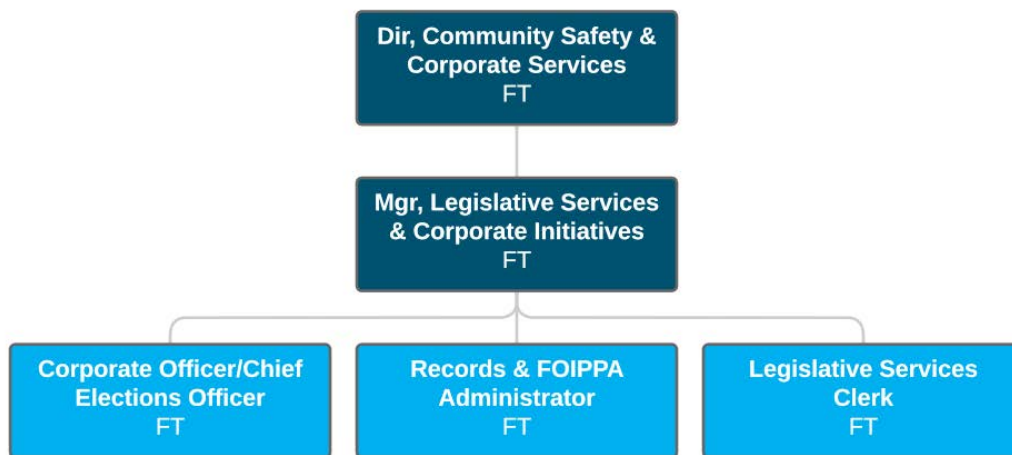 Dir, Community Safety &
Corporate Services
FT
Mgr, Legislative Services
& Corporate Initiatives
FT
Corporate Officer/Chief
Elections Officer
FT
Records & FOIPPA
Administrator
FT
Legislative Services
Clerk
FT